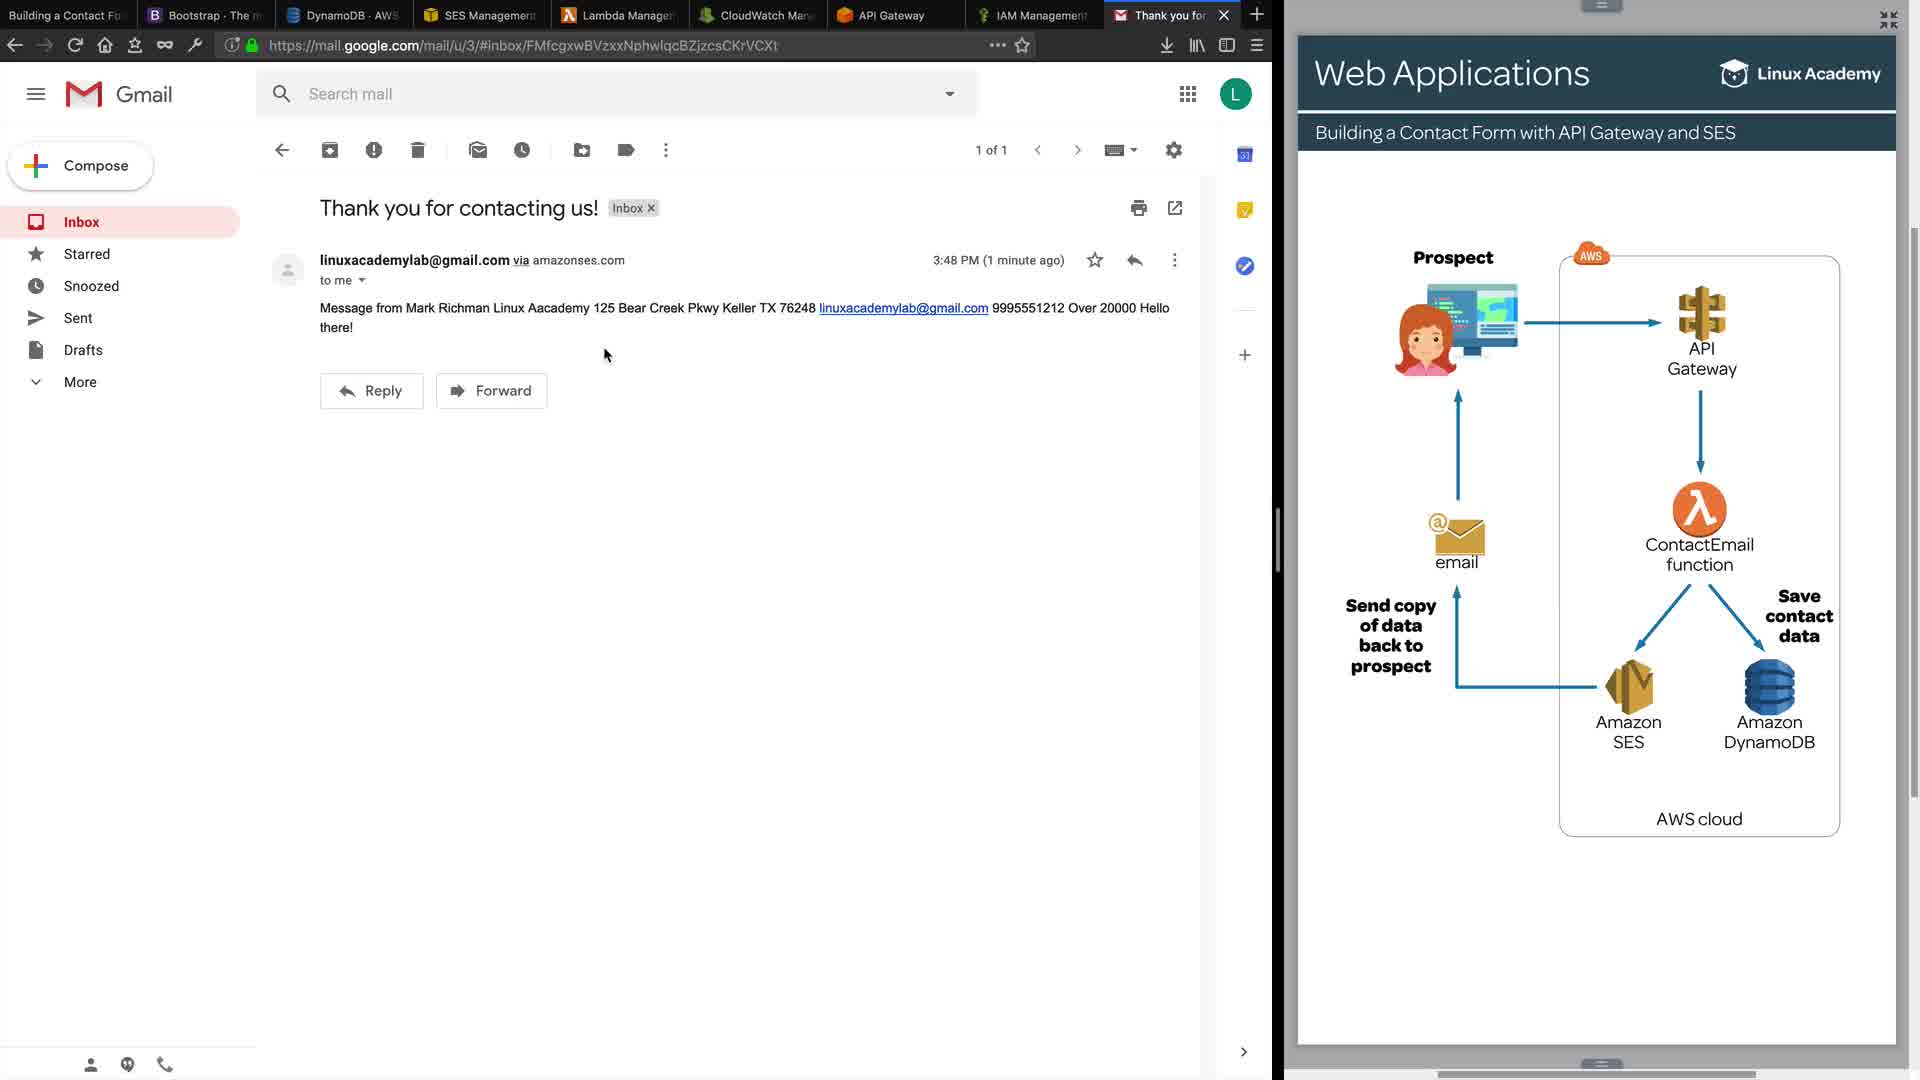 Building a Contact Fo
Bootstrap · The m
DynamoDB · AWS
SES Management
Lambda Manager
CloudWatch Man
API Gateway
IAM Management
Thank you for
https://mail.google.com/mail/u/3/#inbox/FMfcgxwBVzxxNphwlqcBZjzcsCKrVCXt
Gmail
Search mail
L
Compose
1 of 1
31
Inbox
Starred
Snoozed
Sent
Drafts
More
Thank you for contacting us! Inbox ×
linuxacademylab@gmail.com via amazonses.com
3:48 PM (1 minute ago)
to me
Message from Mark Richman Linux Aacademy 125 Bear Creek Pkwy Keller TX 76248 linuxacademylab@gmail.com 9995551212 Over 20000 Hello
there!
Reply
Forward
Web Applications
Linux Academy
Building a Contact Form with API Gateway and SES
Prospect
AWS
API
Gateway
λ
ContactEmail
function
@
email
Send copy
of data
back to
prospect
Save
contact
data
Amazon
SES
Amazon
DynamoDB
AWS cloud